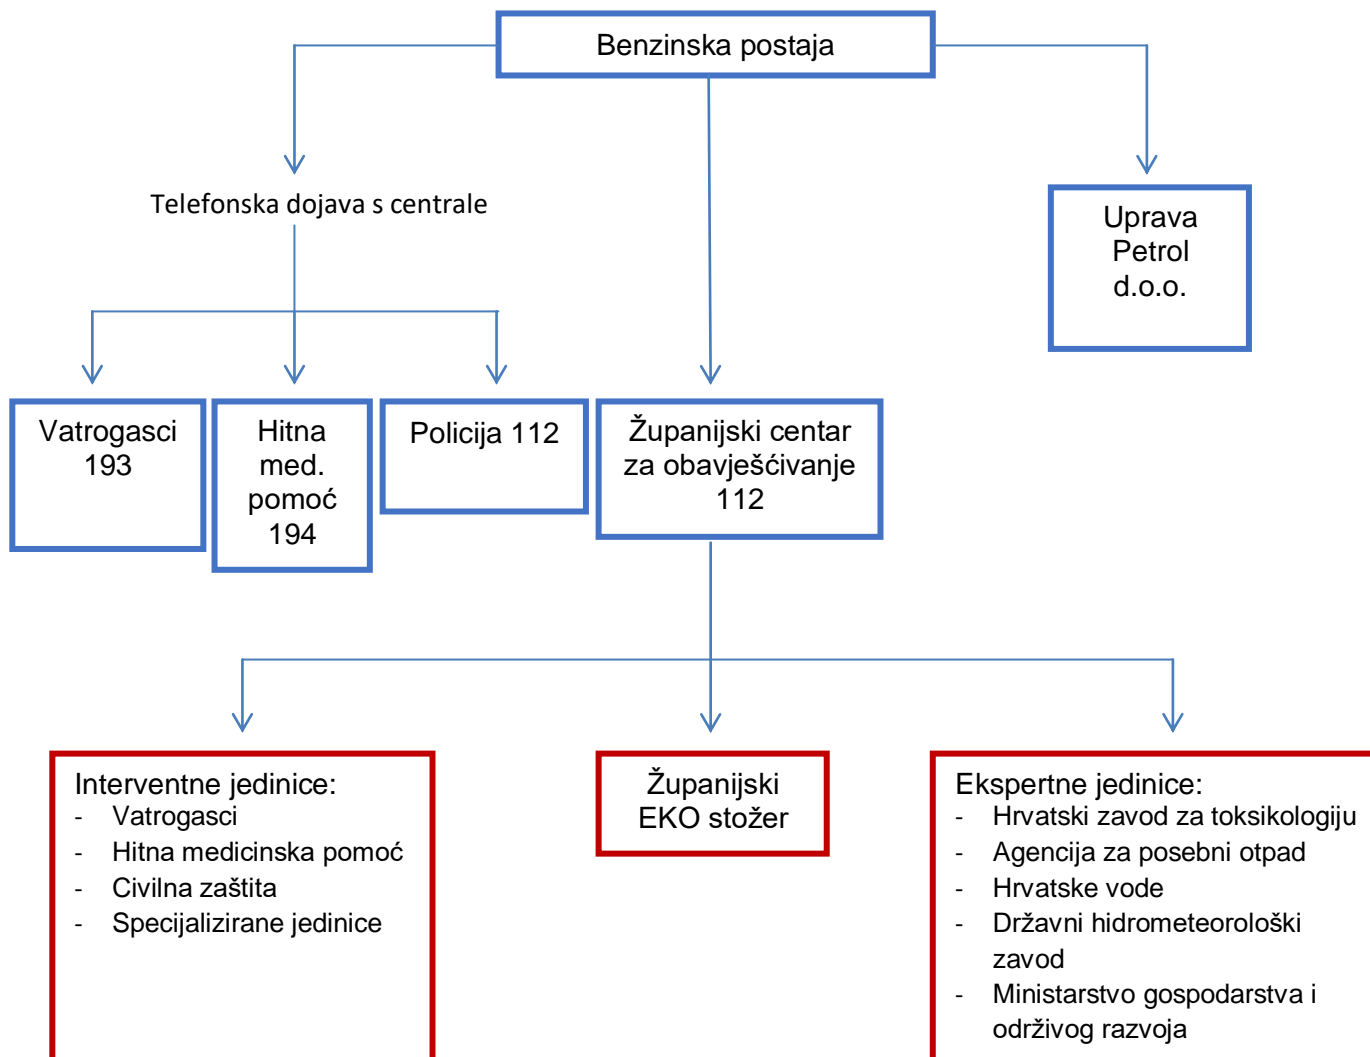 Benzinska postaja
Telefonska dojava s centrale
Uprava
Petrol
d.o.o.
Vatrogasci
193
Hitna
med.
pomoć
194
Policija 112
Županijski centar
za obavješćivanje
112
Interventne jedinice:
- Vatrogasci
- Hitna medicinska pomoć
- Civilna zaštita
- Specijalizirane jedinice
Županijski
EKO stožer
Ekspertne jedinice:
- Hrvatski zavod za toksikologiju
- Agencija za posebni otpad
- Hrvatske vode
- Državni hidrometeorološki
zavod
- Ministarstvo gospodarstva i
održivog razvoja